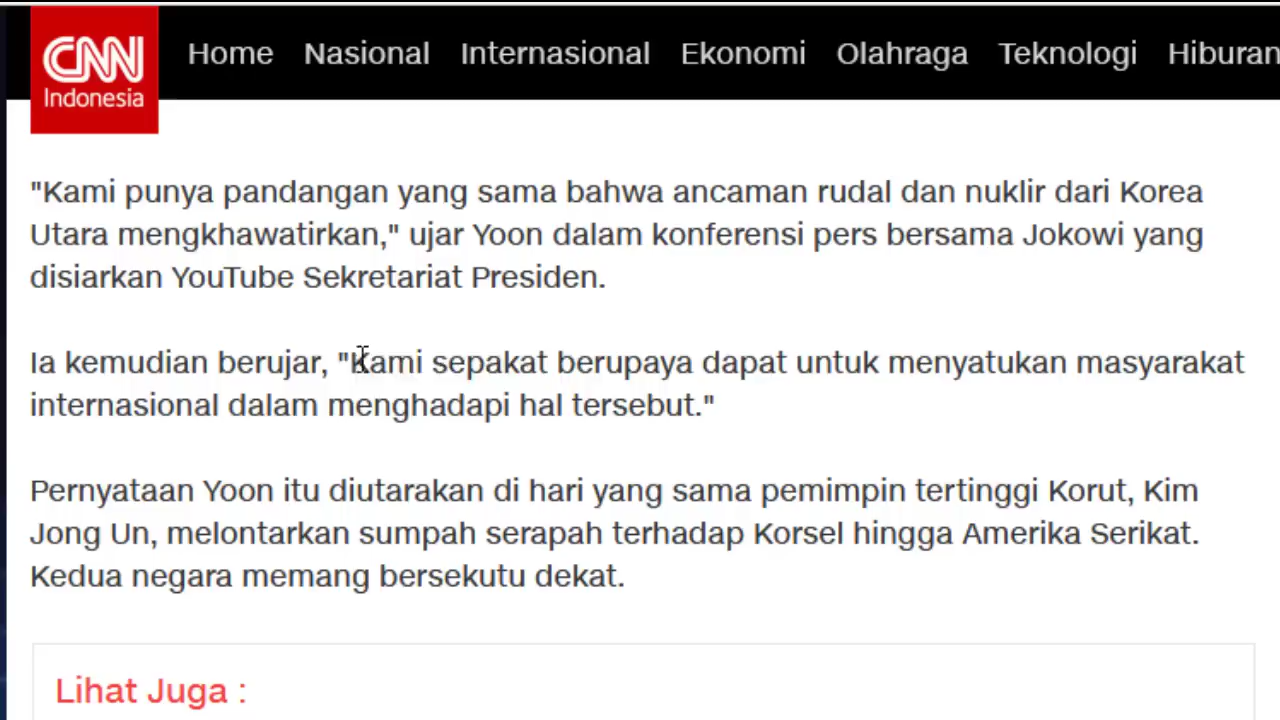 CNN
Indonesia
Home Nasional Internasional Ekonomi Olahraga Teknologi Hiburan
"Kami punya pandangan yang sama bahwa ancaman rudal dan nuklir dari Korea
Utara mengkhawatirkan," ujar Yoon dalam konferensi pers bersama Jokowi yang
disiarkan YouTube Sekretariat Presiden.
Ia kemudian berujar, "Kami sepakat berupaya dapat untuk menyatukan masyarakat
internasional dalam menghadapi hal tersebut."
Pernyataan Yoon itu diutarakan di hari yang sama pemimpin tertinggi Korut, Kim
Jong Un, melontarkan sumpah serapah terhadap Korsel hingga Amerika Serikat.
Kedua negara memang bersekutu dekat.
Lihat Juga :